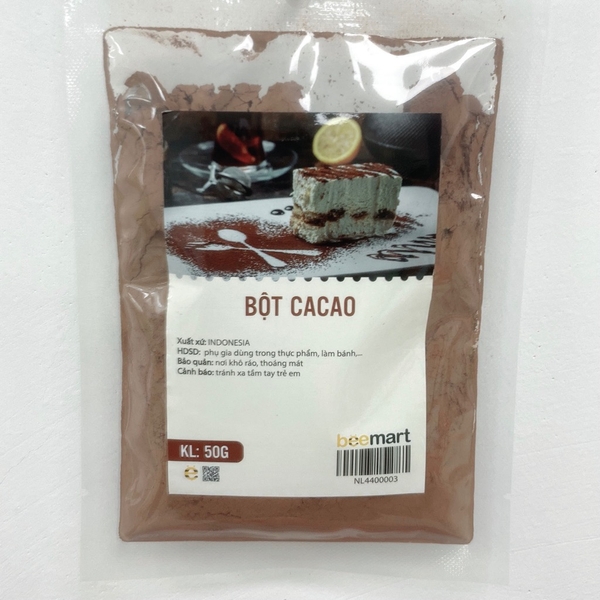 BỘT CACAO
Xuất xứ: INDONESIA
HDSD: phụ gia dùng trong thực phẩm, làm bánh,...
Bảo quản: nơi khô ráo, thoáng mát
Cảnh báo: tránh xa tầm tay trẻ em
KL: 50G
beemart
NL4400003